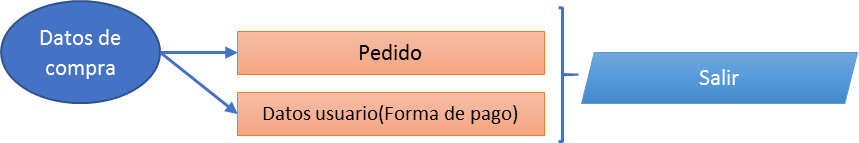 Datos de
compra
Pedido
Datos usuario(Forma de pago)
Salir